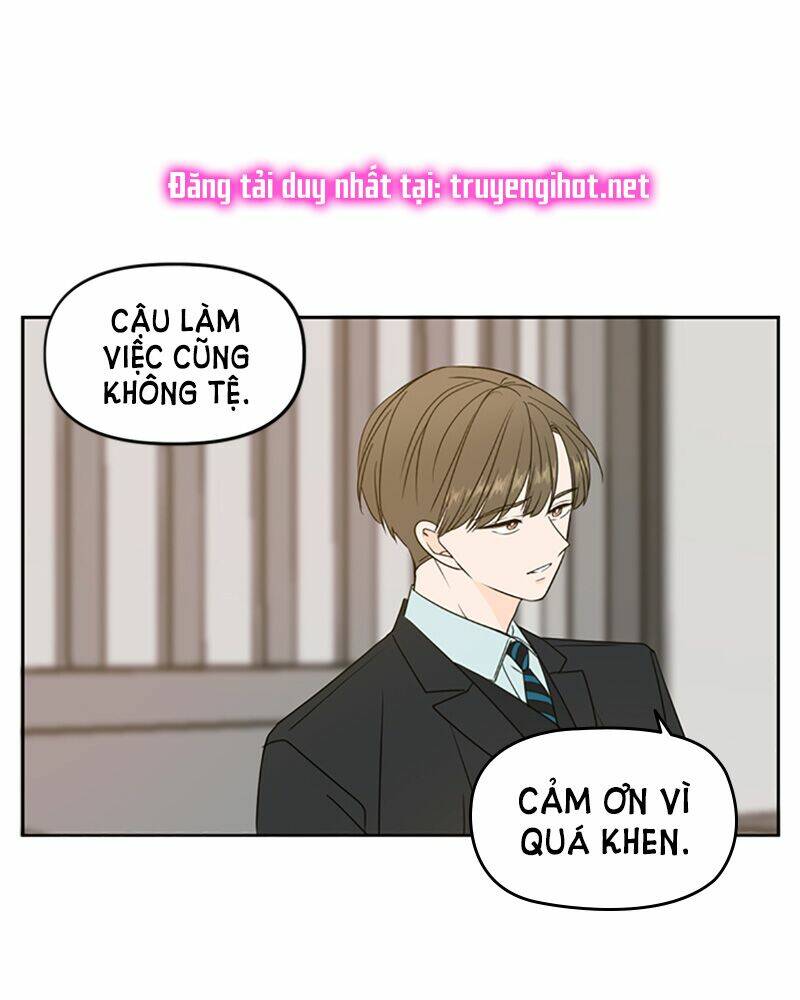 Đăng tải duy nhất tại: truyengihot.net
CẬU LÀM
VIỆC CŨNG
KHÔNG TỆ.
CẢM ƠN VÌ
QUÁ KHEN.